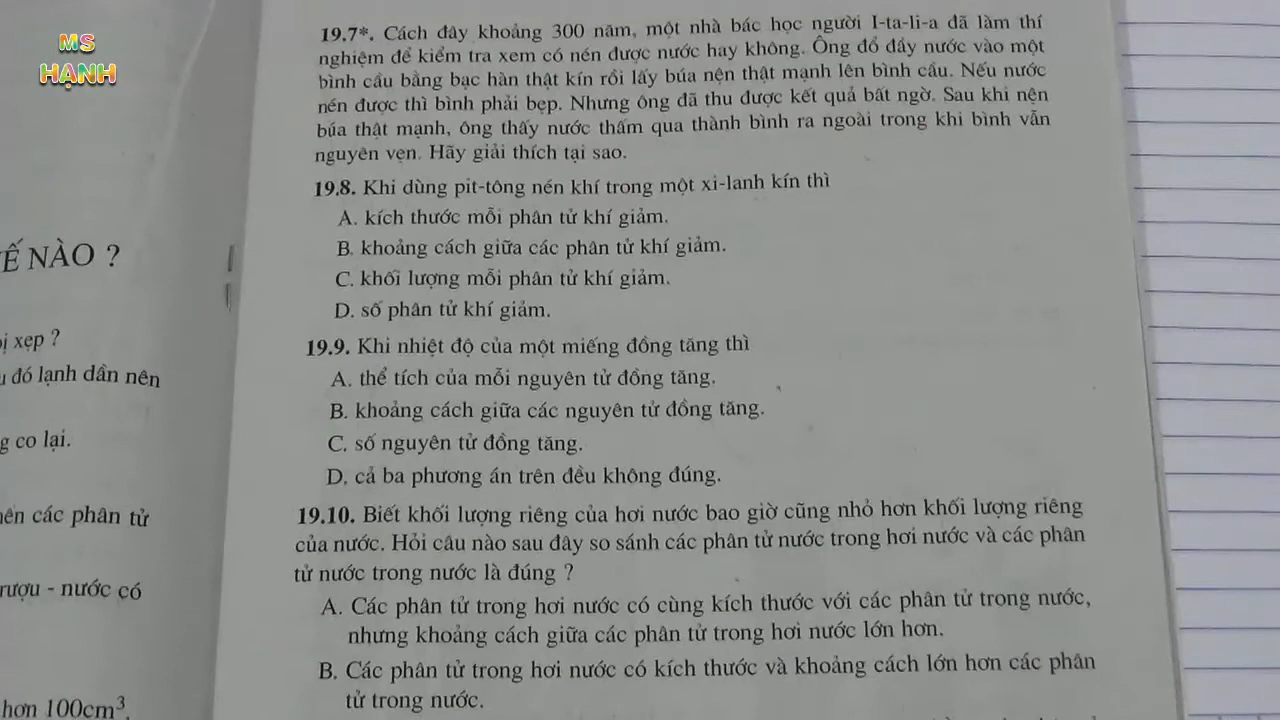 MS
HẠNH
Ế NÀO ?
ị xẹp ?
đó lạnh dần nên
g co lại.
ên các phân tử
rượu - nước có
hơn 100cm³.
19.7*. Cách đây khoảng 300 năm, một nhà bác học người I-ta-li-a đã làm thí
nghiệm để kiểm tra xem có nén được nước hay không. Ông đổ đầy nước vào một
bình cầu bằng bạc hàn thật kín rồi lấy búa nện thật mạnh lên bình cầu. Nếu nước
nén được thì bình phải bẹp. Nhưng ông đã thu được kết quả bất ngờ. Sau khi nện
búa thật mạnh, ông thấy nước thấm qua thành bình ra ngoài trong khi bình vẫn
nguyên vẹn. Hãy giải thích tại sao.
19.8. Khi dùng pit-tông nén khí trong một xi-lanh kín thì
A. kích thước mỗi phân tử khí giảm.
B. khoảng cách giữa các phân tử khí giảm.
C. khối lượng mỗi phân tử khí giảm.
D. số phân tử khí giảm.
19.9. Khi nhiệt độ của một miếng đồng tăng thì
A. thể tích của mỗi nguyên tử đồng tăng.
B. khoảng cách giữa các nguyên tử đồng tăng.
C. số nguyên tử đồng tăng.
D. cả ba phương án trên đều không đúng.
19.10. Biết khối lượng riêng của hơi nước bao giờ cũng nhỏ hơn khối lượng riêng
của nước. Hỏi câu nào sau đây so sánh các phân tử nước trong hơi nước và các phân
tử nước trong nước là đúng ?
A. Các phân tử trong hơi nước có cùng kích thước với các phân tử trong nước,
nhưng khoảng cách giữa các phân tử trong hơi nước lớn hơn.
B. Các phân tử trong hơi nước có kích thước và khoảng cách lớn hơn các phân
tử trong nước.